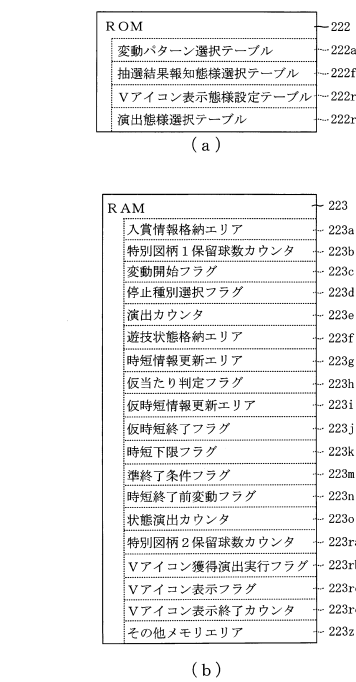 ROM 222
変動パターン選択テーブル 222a
抽選結果報知態様選択テーブル 222f
Vアイコン表示態様設定テーブル 222r
演出態様選択テーブル
(a)
RAM 223
入賞情報格納エリア 223a
特別図柄1保留球数カウンタ 223b
変動開始フラグ 223c
停止種別選択フラグ 223d
演出カウンタ 223e
遊技状態格納エリア 223f
時短情報更新エリア 223g
仮当たり判定フラグ 223h
仮時短情報更新エリア 223i
仮時短終了フラグ 223j
時短下限フラグ 223k
準終了条件フラグ 223m
時短終了前変動フラグ 223n
状態演出カウンタ 223o
特別図柄2保留球数カウンタ 223ra
Vアイコン獲得演出実行フラグ 223rb
Vアイコン表示フラグ
Vアイコン表示終了カウンタ
その他メモリエリア 223z
(b)